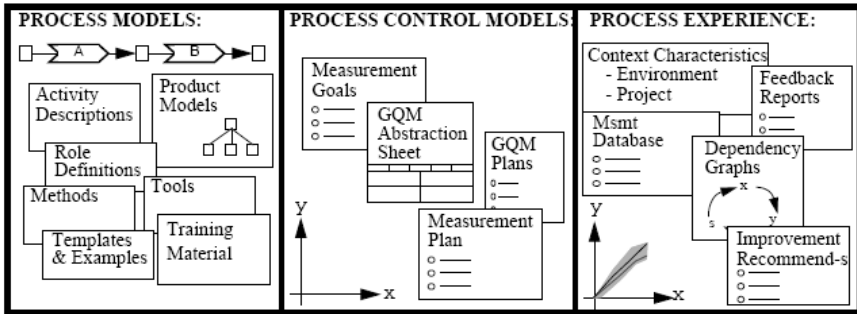 PROCESS MODELS:
A
B
Activity
Descriptions
Product
Models
Role
Definitions
Methods
Tools
Templates
& Examples
Training
Material
PROCESS CONTROL MODELS:
Measurement
Goals
GQM
Abstraction
Sheet
GQM
Plans
Measurement
Plan
y
x
PROCESS EXPERIENCE:
Context Characteristics
- Environment
- Project
Feedback
Reports
Msmt
Database
Dependency
Graphs
x
s
y
Improvement
Recommend-s
y
x